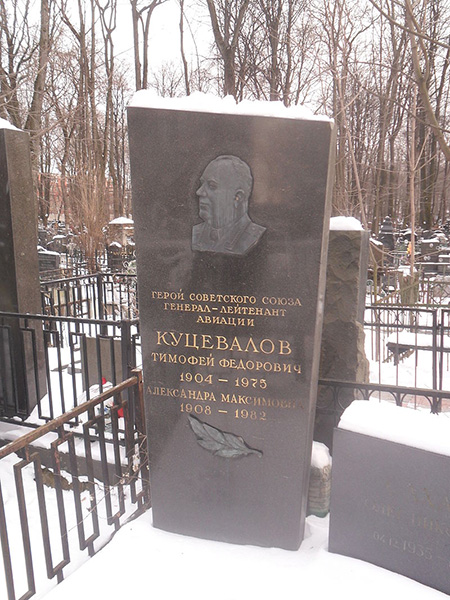 ГЕРОЙ СОВЕТСКОГО СОЮЗА
ГЕНЕРАЛ-ЛЕЙТЕНАНТ
АВИАЦИИ
КУЦЕВАЛОВ
ТИМОФЕЙ ФЕДОРОВИЧ
1904 — 1975
АЛЕКСАНДРА МАКСИМОВНА
1908 — 1982